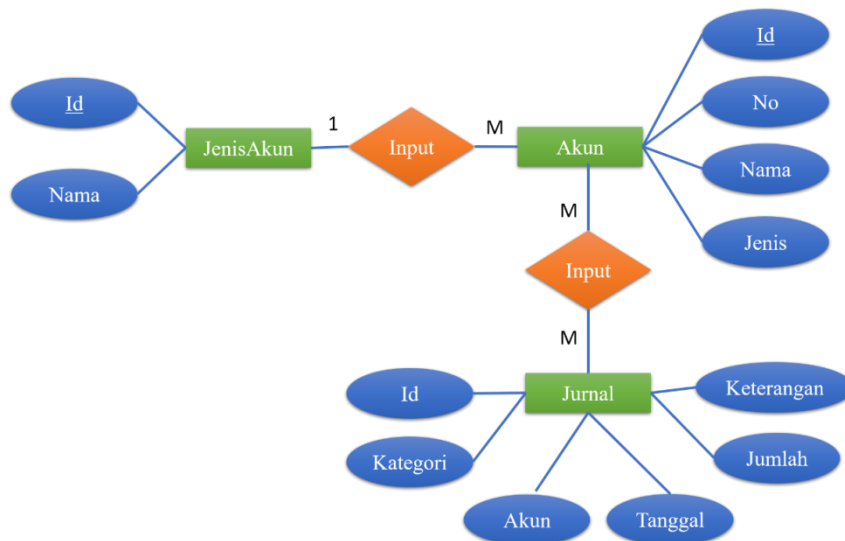 Id
Nama
JenisAkun
1
Input
M
Akun
Id
No
Nama
Jenis
M
Input
M
Jurnal
Id
Kategori
Akun
Tanggal
Keterangan
Jumlah